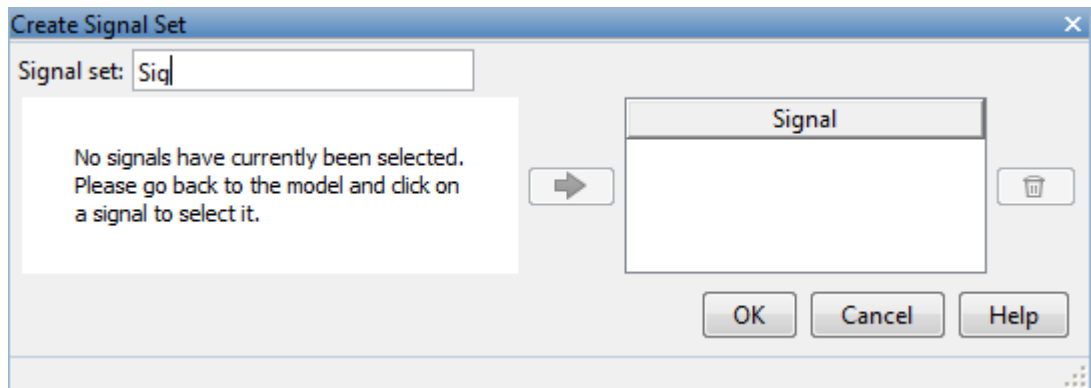 Create Signal Set
Signal set: Sig
No signals have currently been selected.
Please go back to the model and click on
a signal to select it.
Signal
OK Cancel Help